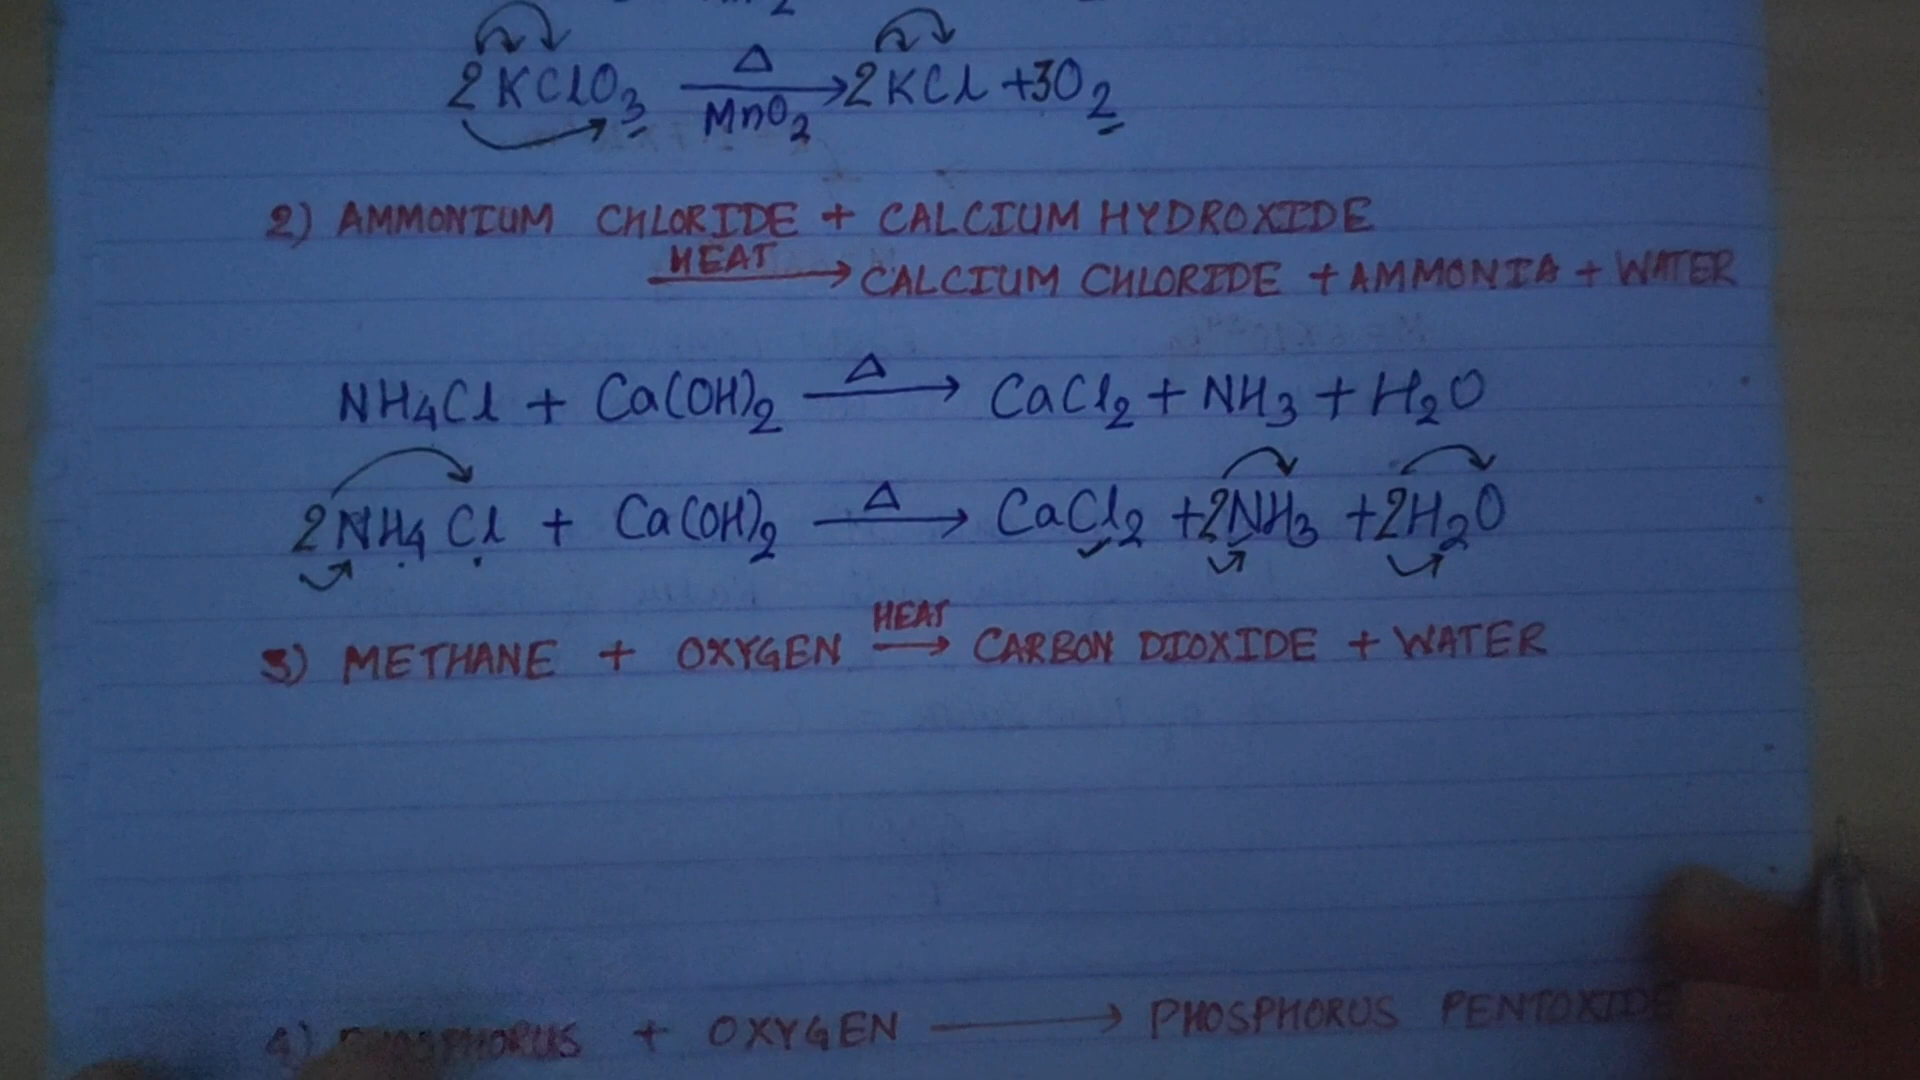 2KClO₃ —Δ/MnO₂→ 2KCl + 3O₂
2) AMMONIUM CHLORIDE + CALCIUM HYDROXIDE
HEAT → CALCIUM CHLORIDE + AMMONIA + WATER
NH₄Cl + Ca(OH)₂ —Δ→ CaCl₂ + NH₃ + H₂O
2NH₄Cl + Ca(OH)₂ —Δ→ CaCl₂ + 2NH₃ + 2H₂O
3) METHANE + OXYGEN —HEAT→ CARBON DIOXIDE + WATER
4) PHOSPHORUS + OXYGEN → PHOSPHORUS PENTOXIDE